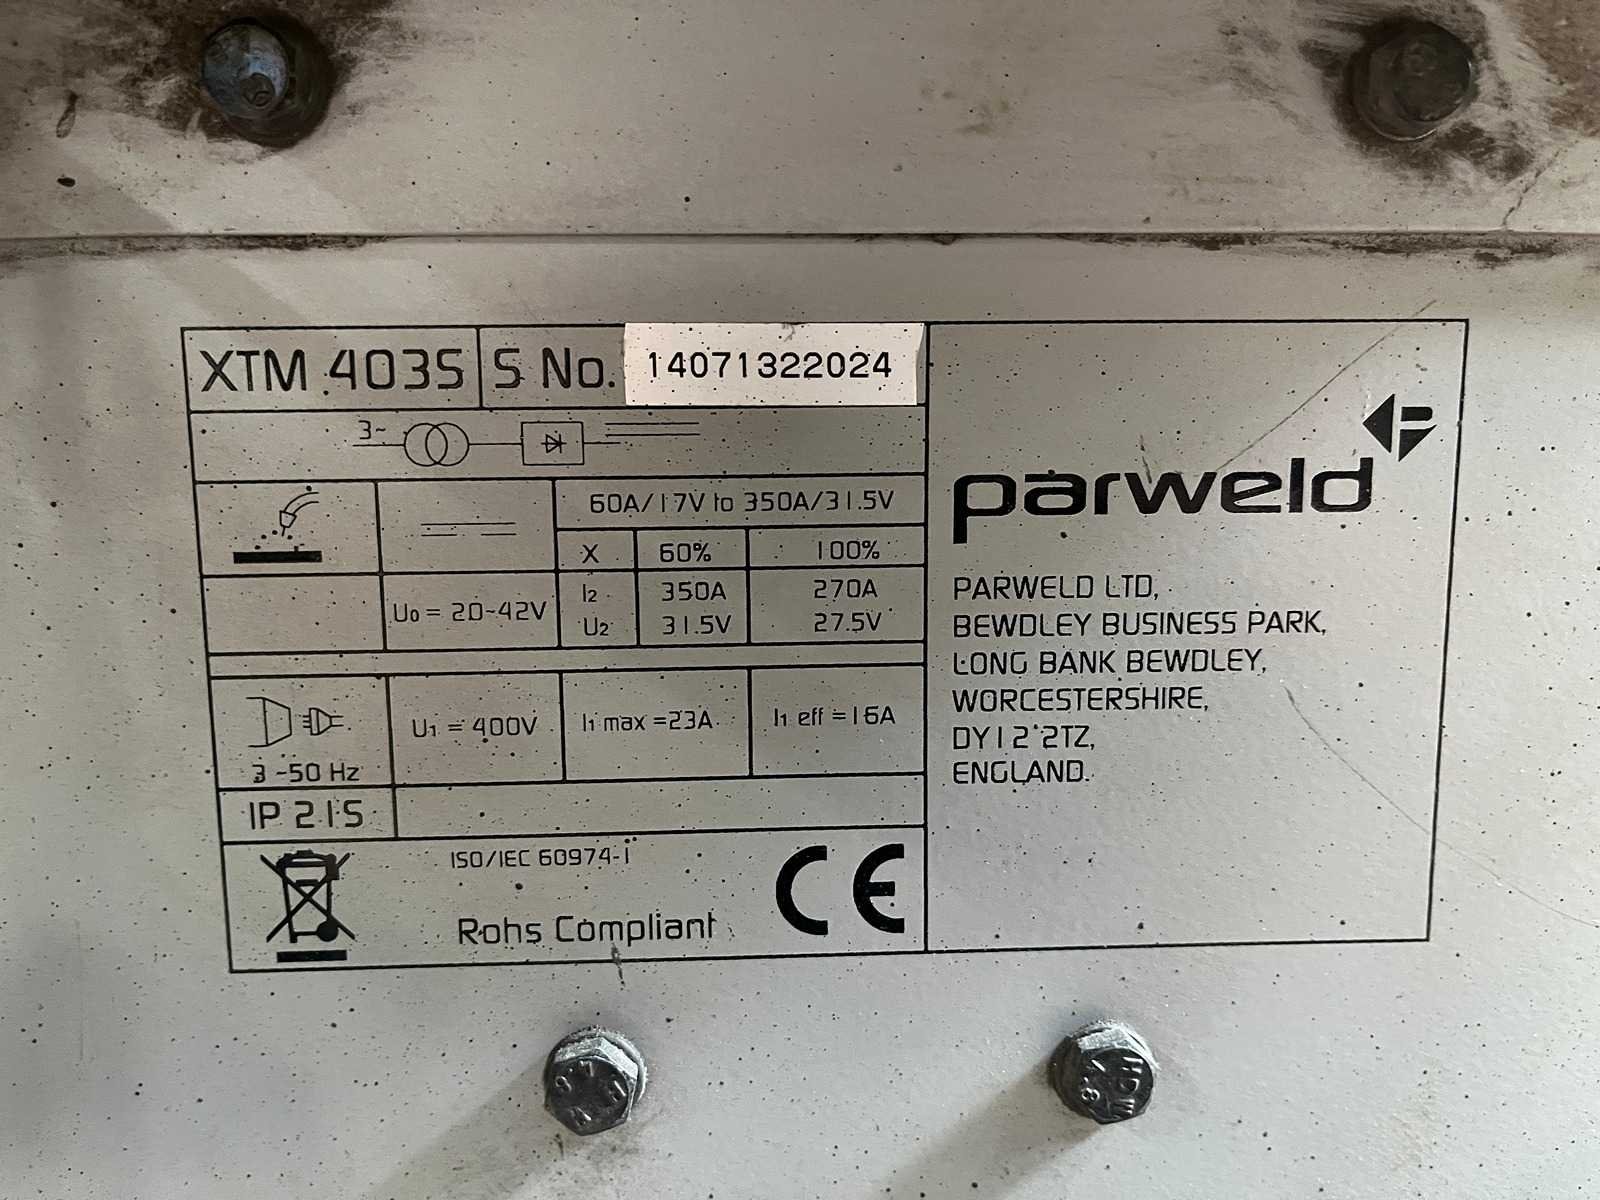 XTM 403S S No. 14071322024
3~
60A/17V to 350A/31.5V
X 60% 100%
I2 350A 270A
U0 = 20~42V
U2 31.5V 27.5V
U1 = 400V I1 max =23A I1 eff =16A
3~50 Hz
IP 21S
ISO/IEC 60974-1
CE
Rohs Compliant
parweld
PARWELD LTD,
BEWDLEY BUSINESS PARK,
LONG BANK BEWDLEY,
WORCESTERSHIRE,
DY12 2TZ,
ENGLAND.